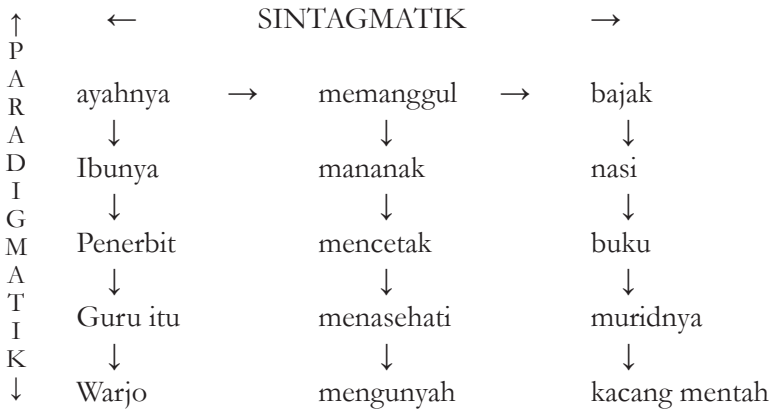 ← SINTAGMATIK →
↑ PARADIGMATIK ↓
ayahnya → memanggul → bajak
↓ ↓ ↓
Ibunya mananak nasi
↓ ↓ ↓
Penerbit mencetak buku
↓ ↓ ↓
Guru itu menasehati muridnya
↓ ↓ ↓
Warjo mengunyah kacang mentah